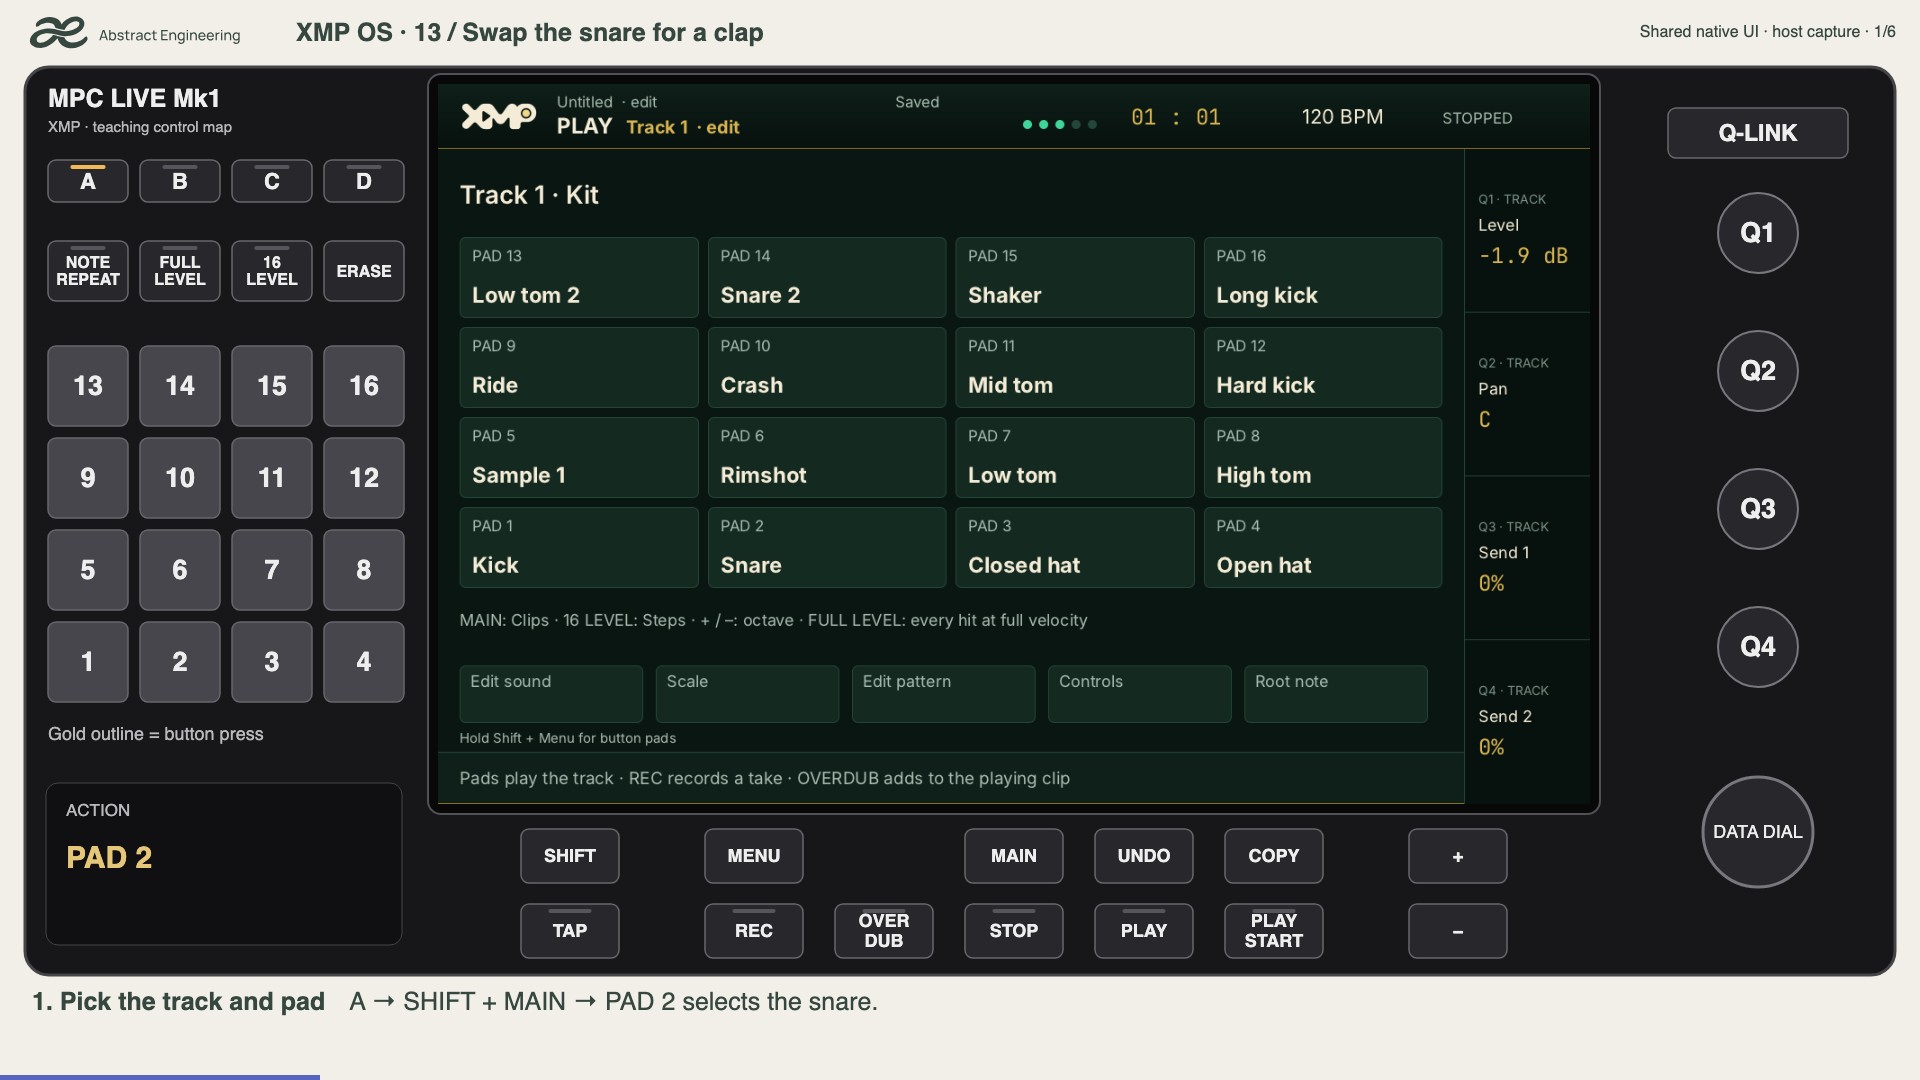 Abstract Engineering
XMP OS · 13 / Swap the snare for a clap
Shared native UI · host capture · 1/6
MPC LIVE Mk1
XMP · teaching control map
A
B
C
D
NOTE REPEAT
FULL LEVEL
16 LEVEL
ERASE
13
14
15
16
9
10
11
12
5
6
7
8
1
2
3
4
Gold outline = button press
ACTION
PAD 2
XMP
Untitled · edit
Saved
PLAY Track 1 · edit
01 : 01
120 BPM
STOPPED
Track 1 · Kit
PAD 13
Low tom 2
PAD 14
Snare 2
PAD 15
Shaker
PAD 16
Long kick
PAD 9
Ride
PAD 10
Crash
PAD 11
Mid tom
PAD 12
Hard kick
PAD 5
Sample 1
PAD 6
Rimshot
PAD 7
Low tom
PAD 8
High tom
PAD 1
Kick
PAD 2
Snare
PAD 3
Closed hat
PAD 4
Open hat
MAIN: Clips · 16 LEVEL: Steps · + / –: octave · FULL LEVEL: every hit at full velocity
Edit sound
Scale
Edit pattern
Controls
Root note
Hold Shift + Menu for button pads
Pads play the track · REC records a take · OVERDUB adds to the playing clip
Q1 · TRACK
Level
-1.9 dB
Q2 · TRACK
Pan
C
Q3 · TRACK
Send 1
0%
Q4 · TRACK
Send 2
0%
Q-LINK
Q1
Q2
Q3
Q4
DATA DIAL
SHIFT
MENU
MAIN
UNDO
COPY
+
TAP
REC
OVER DUB
STOP
PLAY
PLAY START
–
1. Pick the track and pad A → SHIFT + MAIN → PAD 2 selects the snare.